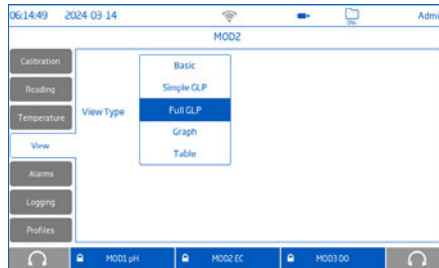 06:14:49 2024-03-14 0% Admi
MOD2
Calibration
Reading
Temperature
View
Alarms
Logging
Profiles
View Type
Basic
Simple GLP
Full GLP
Graph
Table
MOD1 pH MOD2 EC MOD3 DO